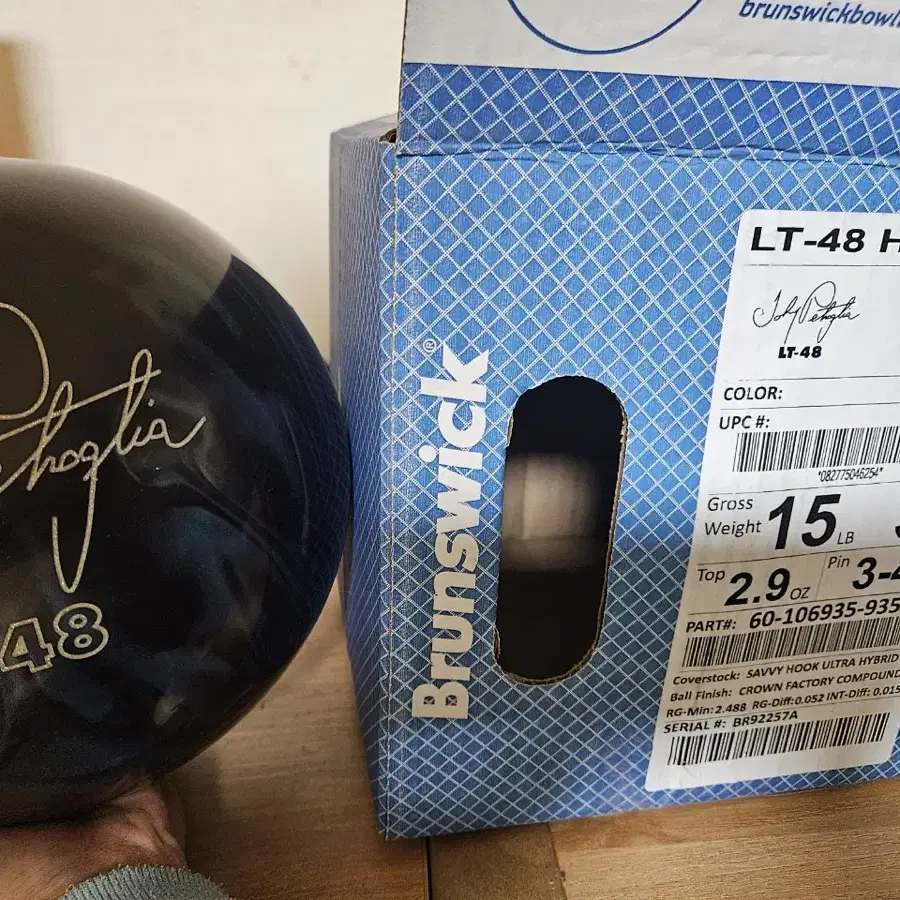 brunswickbowli
Brunswick®
LT-48 H
LT-48
COLOR:
UPC #:
*082775046254*
Gross
Weight 15 LB
Top 2.9 OZ Pin 3-4
PART#: 60-106935-935
Coverstock: SAVVY HOOK ULTRA HYBRID
Ball Finish: CROWN FACTORY COMPOUND
RG-Min: 2.488 RG-Diff:0.052 INT-Diff: 0.015
SERIAL #: BR92257A
48